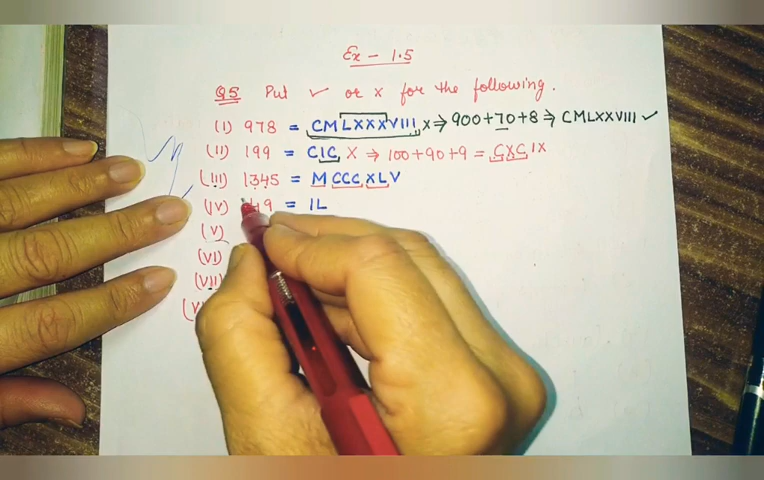 Ex - 1.5
Q5 Put ✓ or x for the following.
(I) 978 = CMLXXXVIII x ⇒ 900+70+8 ⇒ CMLXXVIII ✓
(II) 199 = CIC X ⇒ 100+90+9 = CXCIX
(III) 1345 = MCCCXLV
(IV) 49 = IL
(V)
(VI)
(VII)